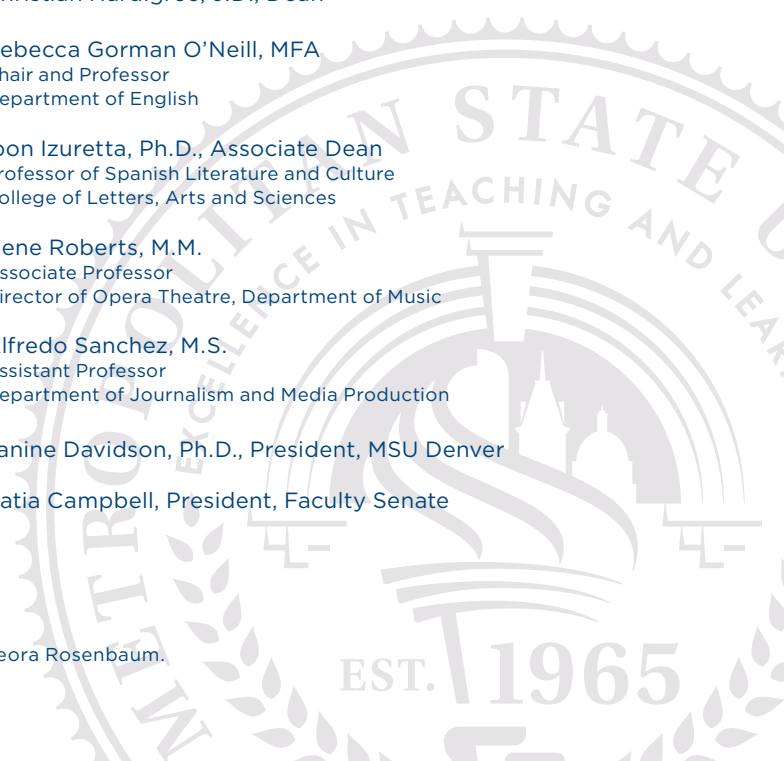 hristian Hardigree, J.D., Dean
ebecca Gorman O’Neill, MFA
hair and Professor
epartment of English
bon Izuretta, Ph.D., Associate Dean
rofessor of Spanish Literature and Culture
ollege of Letters, Arts and Sciences
ene Roberts, M.M.
ssociate Professor
irector of Opera Theatre, Department of Music
lfredo Sanchez, M.S.
ssistant Professor
epartment of Journalism and Media Production
anine Davidson, Ph.D., President, MSU Denver
atia Campbell, President, Faculty Senate
eora Rosenbaum.
METROPOLITAN STATE U
EXCELLENCE IN TEACHING AND LEARN
EST. 1965